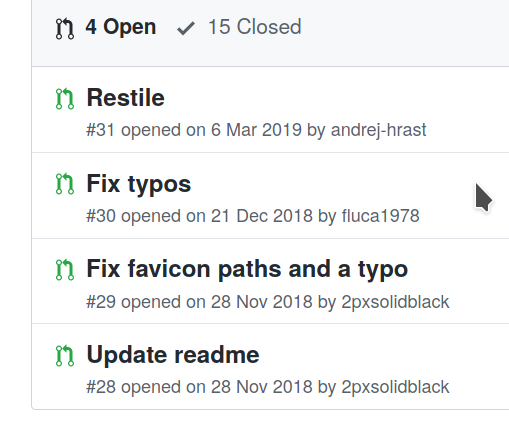 4 Open 15 Closed
Restile
#31 opened on 6 Mar 2019 by andrej-hrast
Fix typos
#30 opened on 21 Dec 2018 by fluca1978
Fix favicon paths and a typo
#29 opened on 28 Nov 2018 by 2pxsolidblack
Update readme
#28 opened on 28 Nov 2018 by 2pxsolidblack